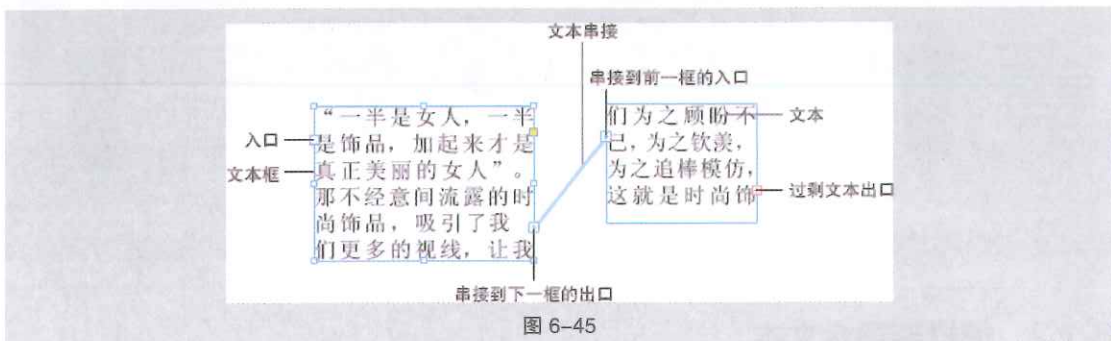 文本串接
串接到前一框的入口
“一半是女人，一半
是饰品，加起来才是
真正美丽的女人”。
那不经意间流露的时
尚饰品，吸引了我
们更多的视线，让我
入口
文本框
们为之顾盼不
已，为之钦羡，
为之追棒模仿，
这就是时尚饰
文本
过剩文本出口
串接到下一框的出口
图 6-45